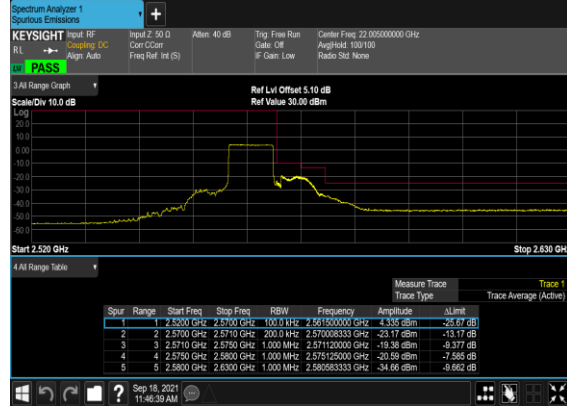 Spectrum Analyzer 1
Spurious Emissions
KEYSIGHT Input: RF Input Z: 50 Ω Atten: 40 dB Trig: Free Run Center Freq: 22.005000000 GHz
RL Coupling: DC Corr CCorr Gate: Off Avg|Hold: 100/100
Align: Auto Freq Ref: Int (S) IF Gain: Low Radio Std: None
PASS
3 All Range Graph
Ref Lvl Offset 5.10 dB
Scale/Div 10.0 dB Ref Value 30.00 dBm
Log
20.0
10.0
0.00
-10.0
-20.0
-30.0
-40.0
-50.0
-60.0
Start 2.520 GHz Stop 2.630 GHz
4 All Range Table
Measure Trace Trace 1
Trace Type Trace Average (Active)
Spur Range Start Freq Stop Freq RBW Frequency Amplitude ΔLimit
1 1 2.5200 GHz 2.5700 GHz 100.0 kHz 2.561500000 GHz 4.335 dBm -25.67 dB
2 2 2.5700 GHz 2.5710 GHz 200.0 kHz 2.570008333 GHz -23.17 dBm -13.17 dB
3 3 2.5710 GHz 2.5750 GHz 1.000 MHz 2.571120000 GHz -19.38 dBm -9.377 dB
4 4 2.5750 GHz 2.5800 GHz 1.000 MHz 2.575125000 GHz -20.59 dBm -7.585 dB
5 5 2.5800 GHz 2.6300 GHz 1.000 MHz 2.580583333 GHz -34.66 dBm -9.662 dB
? Sep 18, 2021
11:46:39 AM